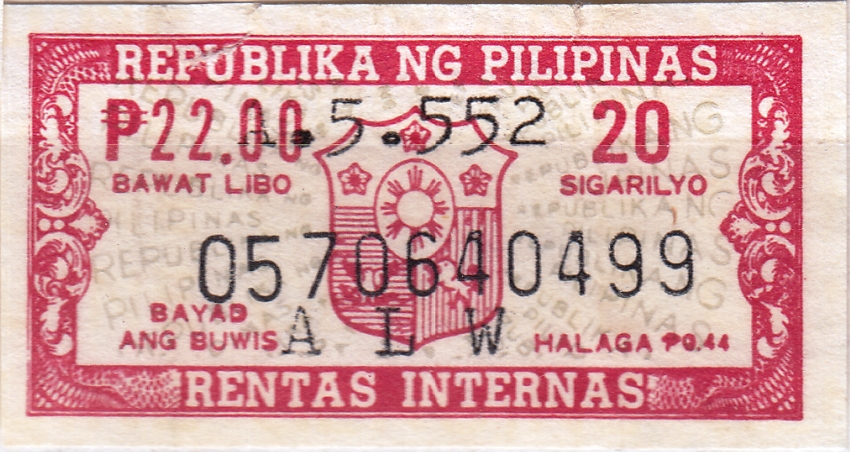 REPUBLIKA NG PILIPINAS
₱22.00 A.5.552 20
BAWAT LIBO SIGARILYO
0570640499
BAYAD
ANG BUWIS A L W HALAGA ₱0.44
RENTAS INTERNAS